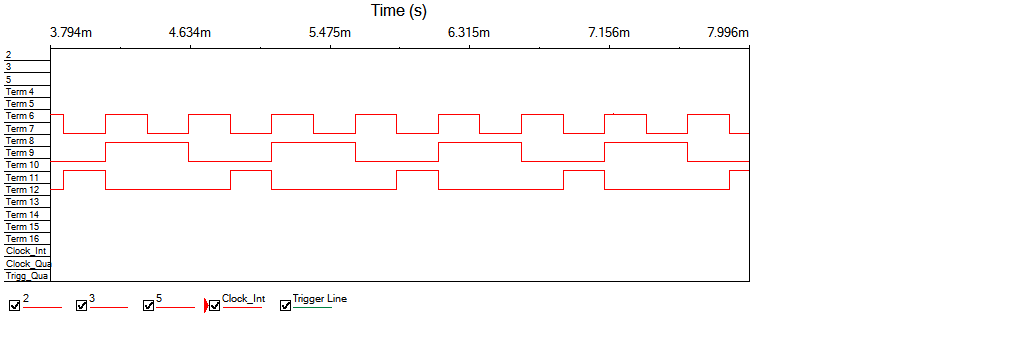 Time (s)
3.794m 4.634m 5.475m 6.315m 7.156m 7.996m
2
3
5
Term 4
Term 5
Term 6
Term 7
Term 8
Term 9
Term 10
Term 11
Term 12
Term 13
Term 14
Term 15
Term 16
Clock_Int
Clock_Qua
Trigg_Qua
2 3 5 Clock_Int Trigger Line